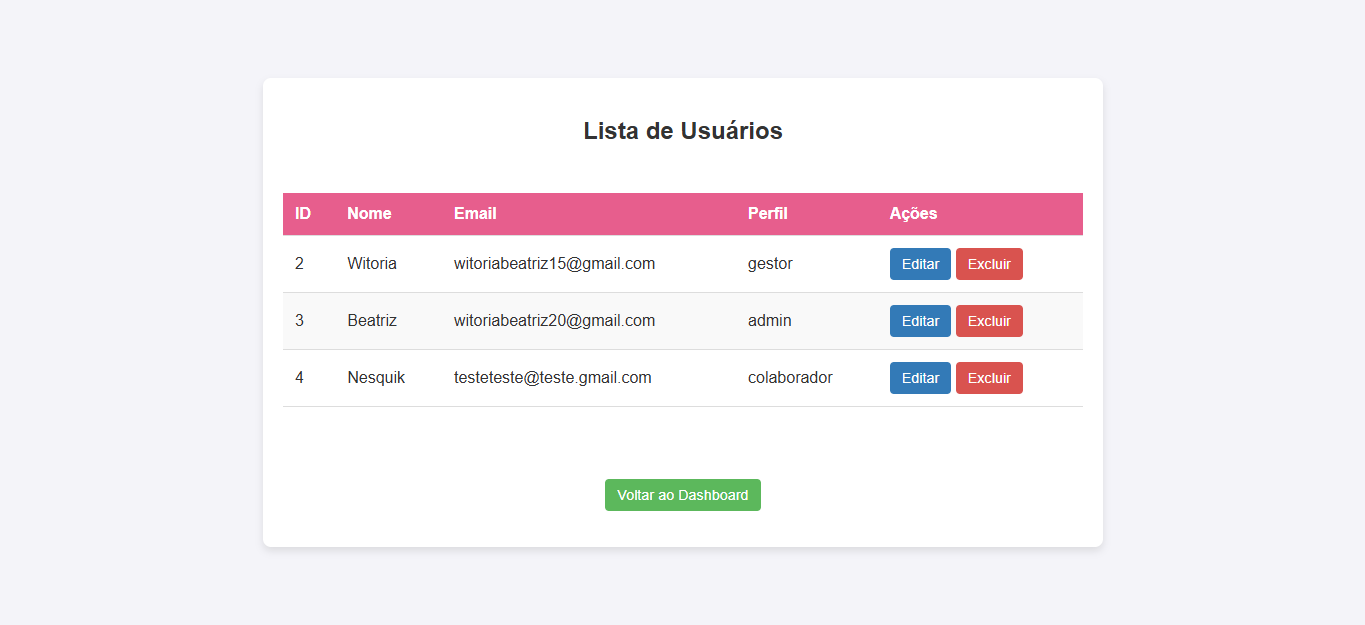 Lista de Usuários
ID Nome Email Perfil Ações
2 Witoria witoriabeatriz15@gmail.com gestor Editar Excluir
3 Beatriz witoriabeatriz20@gmail.com admin Editar Excluir
4 Nesquik testeteste@teste.gmail.com colaborador Editar Excluir
Voltar ao Dashboard